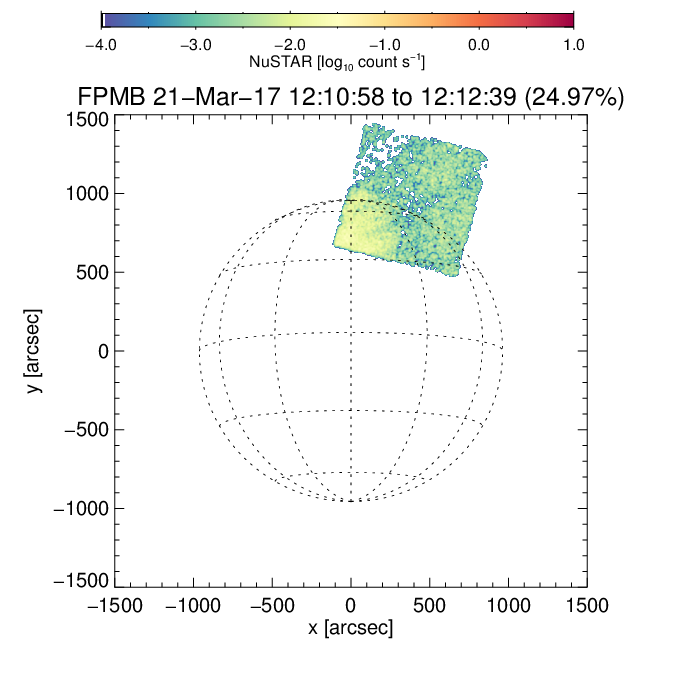 −4.0 −3.0 −2.0 −1.0 0.0 1.0
NuSTAR [log₁₀ count s⁻¹]
FPMB 21−Mar−17 12:10:58 to 12:12:39 (24.97%)
1500
1000
500
0
−500
−1000
−1500
y [arcsec]
−1500 −1000 −500 0 500 1000 1500
x [arcsec]